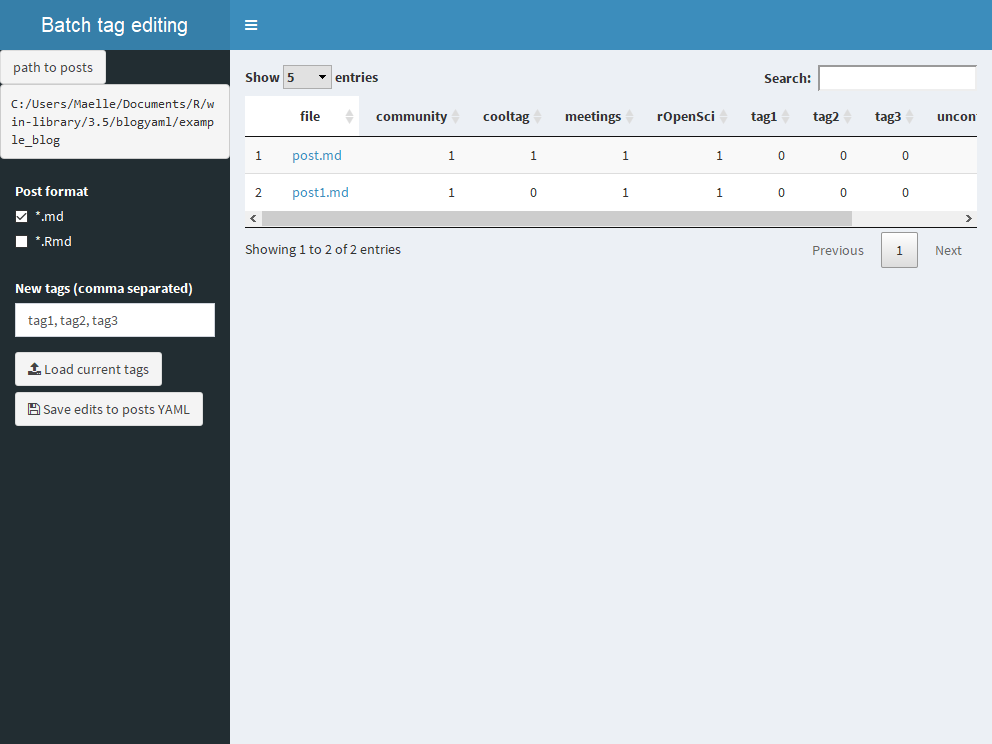 Batch tag editing
path to posts
C:/Users/Maelle/Documents/R/w
in-library/3.5/blogyaml/examp
le_blog
Post format
*.md
*.Rmd
New tags (comma separated)
tag1, tag2, tag3
Load current tags
Save edits to posts YAML
Show 5 entries
Search:
file community cooltag meetings rOpenSci tag1 tag2 tag3 uncon
1 post.md 1 1 1 1 0 0 0
2 post1.md 1 0 1 1 0 0 0
Showing 1 to 2 of 2 entries
Previous 1 Next